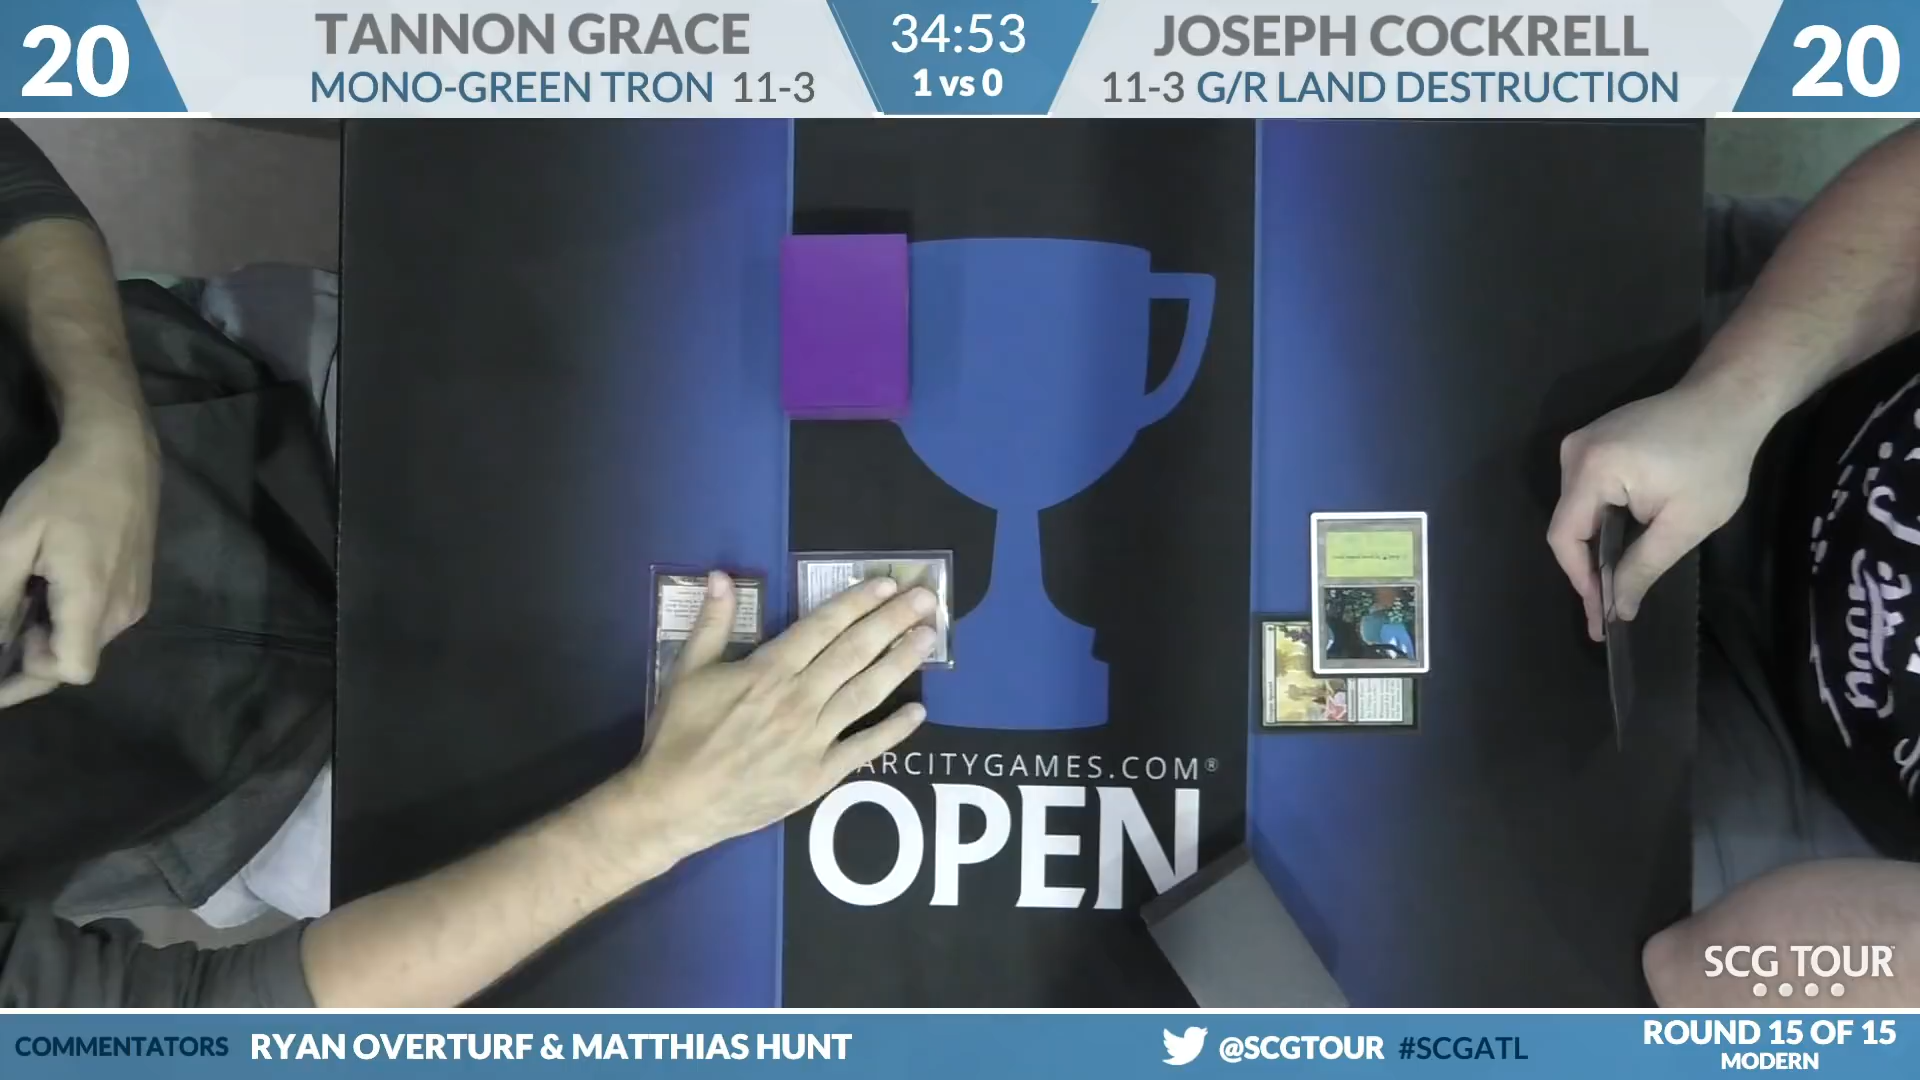 20
TANNON GRACE
MONO-GREEN TRON 11-3
34:53
1 vs 0
JOSEPH COCKRELL
11-3 G/R LAND DESTRUCTION
20
ARCITYGAMES.COM®
OPEN
SCG TOUR
COMMENTATORS RYAN OVERTURF & MATTHIAS HUNT
@SCGTOUR #SCGATL
ROUND 15 OF 15
MODERN